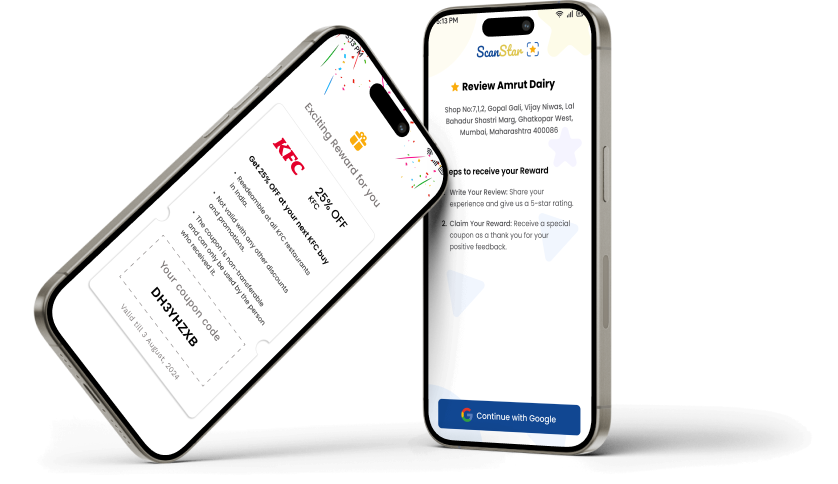 5:13 PM
Exciting Reward for you
KFC
25% OFF
KFC
Get 25% OFF at your next KFC buy
• Redeemable at all KFC restaurants
in India.
• Not valid with any other discounts
and promotions.
• The coupon is non-transferable
and can only be used by the person
who received it.
Your coupon code
DH3YHZXB
Valid till 3 August, 2024
5:13 PM
ScanStar
Review Amrut Dairy
Shop No:7,1,2, Gopal Gali, Vijay Niwas, Lal
Bahadur Shastri Marg, Ghatkopar West,
Mumbai, Maharashtra 400086
eps to receive your Reward
Write Your Review: Share your
experience and give us a 5-star rating.
2. Claim Your Reward: Receive a special
coupon as a thank you for your
positive feedback.
Continue with Google